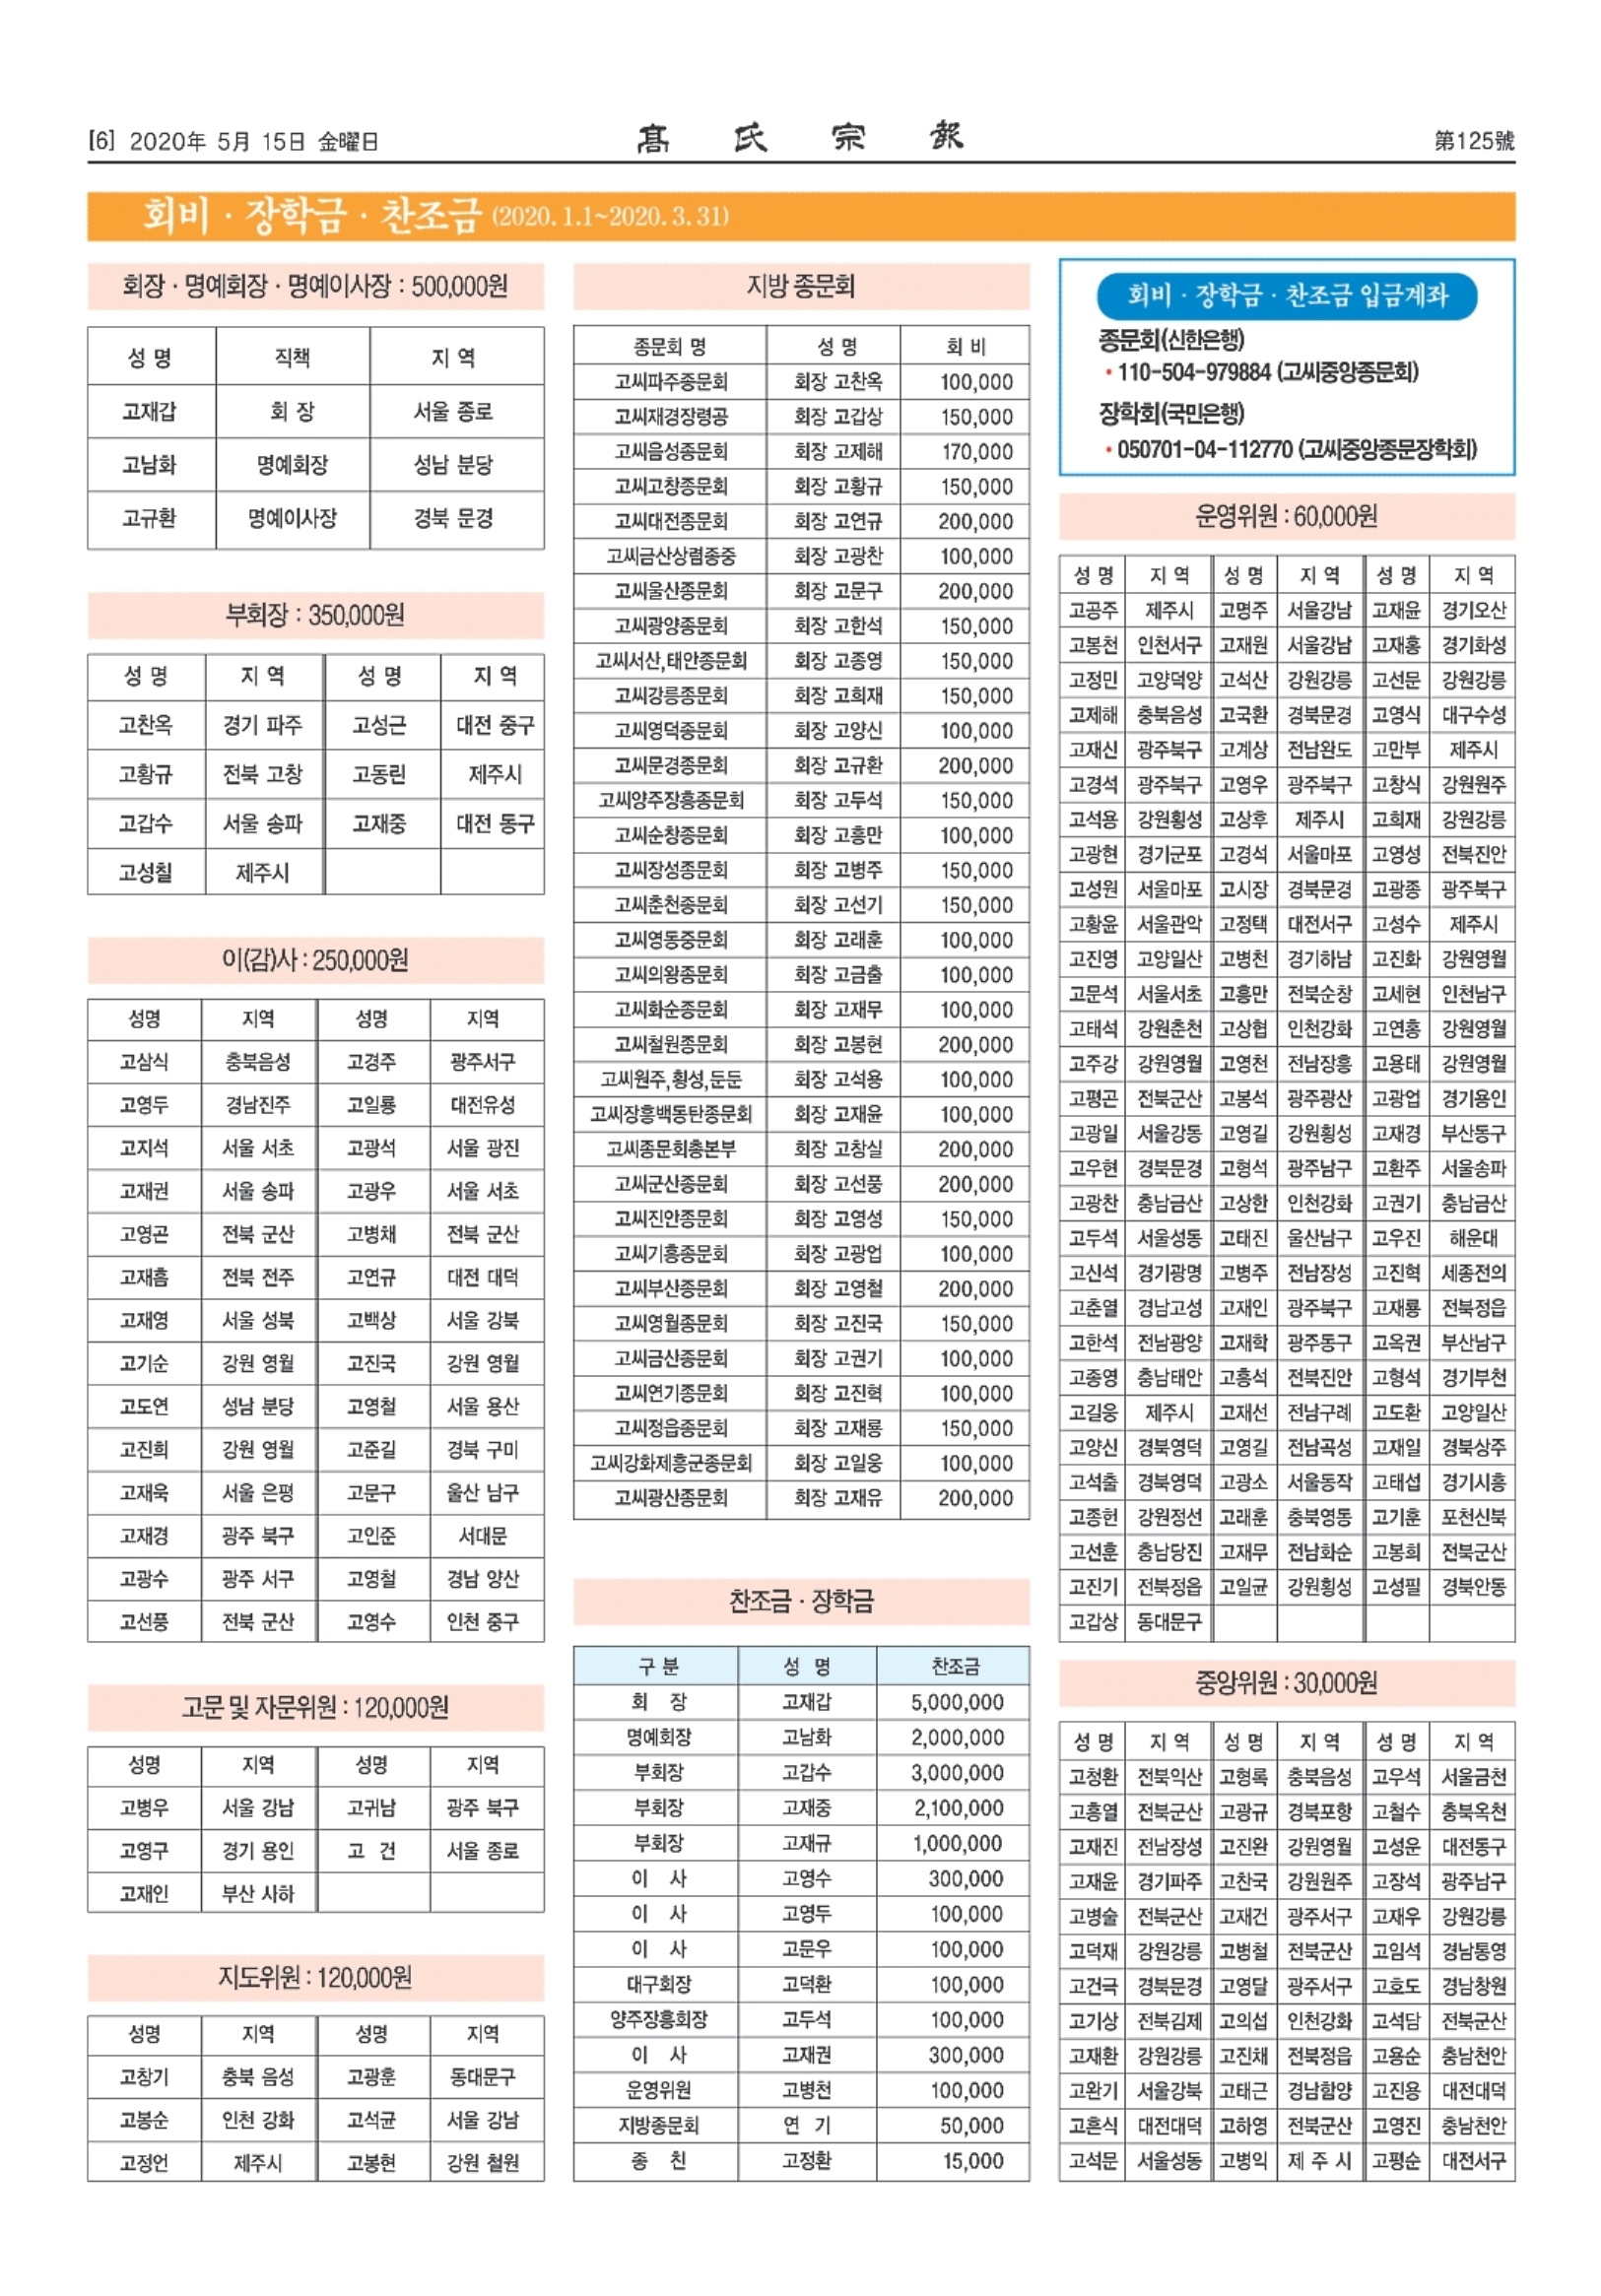 [6] 2020年 5月 15日 金曜日 髙氏宗報 第125號
회비 · 장학금 · 찬조금 (2020. 1.1~2020. 3. 31)
회장 · 명예회장 · 명예이사장 : 500,000원
성 명 직책 지 역
고재갑 회 장 서울 종로
고남화 명예회장 성남 분당
고규환 명예이사장 경북 문경
부회장 : 350,000원
성 명 지 역 성 명 지 역
고찬옥 경기 파주 고성근 대전 중구
고황규 전북 고창 고동린 제주시
고갑수 서울 송파 고재중 대전 동구
고성칠 제주시
이(감)사 : 250,000원
성명 지역 성명 지역
고삼식 충북음성 고경주 광주서구
고영두 경남진주 고일룡 대전유성
고지석 서울 서초 고광석 서울 광진
고재권 서울 송파 고광우 서울 서초
고영곤 전북 군산 고병채 전북 군산
고재흠 전북 전주 고연규 대전 대덕
고재영 서울 성북 고백상 서울 강북
고기순 강원 영월 고진국 강원 영월
고도연 성남 분당 고영철 서울 용산
고진희 강원 영월 고준길 경북 구미
고재욱 서울 은평 고문구 울산 남구
고재경 광주 북구 고인준 서대문
고광수 광주 서구 고영철 경남 양산
고선풍 전북 군산 고영수 인천 중구
고문 및 자문위원 : 120,000원
성명 지역 성명 지역
고병우 서울 강남 고귀남 광주 북구
고영구 경기 용인 고 건 서울 종로
고재인 부산 사하
지도위원 : 120,000원
성명 지역 성명 지역
고창기 충북 음성 고광훈 동대문구
고봉순 인천 강화 고석균 서울 강남
고정언 제주시 고봉현 강원 철원
지방 종문회
종문회 명 성 명 회 비
고씨파주종문회 회장 고찬옥 100,000
고씨재경장령공 회장 고갑상 150,000
고씨음성종문회 회장 고제해 170,000
고씨고창종문회 회장 고황규 150,000
고씨대전종문회 회장 고연규 200,000
고씨금산상렴종중 회장 고광찬 100,000
고씨울산종문회 회장 고문구 200,000
고씨광양종문회 회장 고한석 150,000
고씨서산,태안종문회 회장 고종영 150,000
고씨강릉종문회 회장 고희재 150,000
고씨영덕종문회 회장 고양신 100,000
고씨문경종문회 회장 고규환 200,000
고씨양주장흥종문회 회장 고두석 150,000
고씨순창종문회 회장 고흥만 100,000
고씨장성종문회 회장 고병주 150,000
고씨춘천종문회 회장 고선기 150,000
고씨영동중문회 회장 고래훈 100,000
고씨의왕종문회 회장 고금출 100,000
고씨화순종문회 회장 고재무 100,000
고씨철원종문회 회장 고봉현 200,000
고씨원주,횡성,둔둔 회장 고석용 100,000
고씨장흥백동탄종문회 회장 고재윤 100,000
고씨종문회총본부 회장 고창실 200,000
고씨군산종문회 회장 고선풍 200,000
고씨진안종문회 회장 고영성 150,000
고씨기흥종문회 회장 고광업 100,000
고씨부산종문회 회장 고영철 200,000
고씨영월종문회 회장 고진국 150,000
고씨금산종문회 회장 고권기 100,000
고씨연기종문회 회장 고진혁 100,000
고씨정읍종문회 회장 고재룡 150,000
고씨강화제흥군종문회 회장 고일웅 100,000
고씨광산종문회 회장 고재유 200,000
찬조금 · 장학금
구 분 성 명 찬조금
회 장 고재갑 5,000,000
명예회장 고남화 2,000,000
부회장 고갑수 3,000,000
부회장 고재중 2,100,000
부회장 고재규 1,000,000
이 사 고영수 300,000
이 사 고영두 100,000
이 사 고문우 100,000
대구회장 고덕환 100,000
양주장흥회장 고두석 100,000
이 사 고재권 300,000
운영위원 고병천 100,000
지방종문회 연 기 50,000
종 친 고정환 15,000
회비 · 장학금 · 찬조금 입금계좌
종문회(신한은행)
• 110-504-979884 (고씨중앙종문회)
장학회(국민은행)
• 050701-04-112770 (고씨중앙종문장학회)
운영위원 : 60,000원
성 명 지 역 성 명 지 역 성 명 지 역
고공주 제주시 고명주 서울강남 고재윤 경기오산
고봉천 인천서구 고재원 서울강남 고재홍 경기화성
고정민 고양덕양 고석산 강원강릉 고선문 강원강릉
고제해 충북음성 고국환 경북문경 고영식 대구수성
고재신 광주북구 고계상 전남완도 고만부 제주시
고경석 광주북구 고영우 광주북구 고창식 강원원주
고석용 강원횡성 고상후 제주시 고희재 강원강릉
고광현 경기군포 고경석 서울마포 고영성 전북진안
고성원 서울마포 고시장 경북문경 고광종 광주북구
고황윤 서울관악 고정택 대전서구 고성수 제주시
고진영 고양일산 고병천 경기하남 고진화 강원영월
고문석 서울서초 고흥만 전북순창 고세현 인천남구
고태석 강원춘천 고상협 인천강화 고연흥 강원영월
고주강 강원영월 고영천 전남장흥 고용태 강원영월
고평곤 전북군산 고봉석 광주광산 고광업 경기용인
고광일 서울강동 고영길 강원횡성 고재경 부산동구
고우현 경북문경 고형석 광주남구 고환주 서울송파
고광찬 충남금산 고상한 인천강화 고권기 충남금산
고두석 서울성동 고태진 울산남구 고우진 해운대
고신석 경기광명 고병주 전남장성 고진혁 세종전의
고춘열 경남고성 고재인 광주북구 고재룡 전북정읍
고한석 전남광양 고재학 광주동구 고옥권 부산남구
고종영 충남태안 고흥석 전북진안 고형석 경기부천
고길웅 제주시 고재선 전남구례 고도환 고양일산
고양신 경북영덕 고영길 전남곡성 고재일 경북상주
고석출 경북영덕 고광소 서울동작 고태섭 경기시흥
고종헌 강원정선 고래훈 충북영동 고기훈 포천신북
고선훈 충남당진 고재무 전남화순 고봉희 전북군산
고진기 전북정읍 고일균 강원횡성 고성필 경북안동
고갑상 동대문구
중앙위원 : 30,000원
성 명 지 역 성 명 지 역 성 명 지 역
고청환 전북익산 고형록 충북음성 고우석 서울금천
고흥열 전북군산 고광규 경북포항 고철수 충북옥천
고재진 전남장성 고진완 강원영월 고성운 대전동구
고재윤 경기파주 고찬국 강원원주 고장석 광주남구
고병술 전북군산 고재건 광주서구 고재우 강원강릉
고덕재 강원강릉 고병철 전북군산 고임석 경남통영
고건극 경북문경 고영달 광주서구 고호도 경남창원
고기상 전북김제 고의섭 인천강화 고석담 전북군산
고재환 강원강릉 고진채 전북정읍 고용순 충남천안
고완기 서울강북 고태근 경남함양 고진용 대전대덕
고흔식 대전대덕 고하영 전북군산 고영진 충남천안
고석문 서울성동 고병익 제 주 시 고평순 대전서구